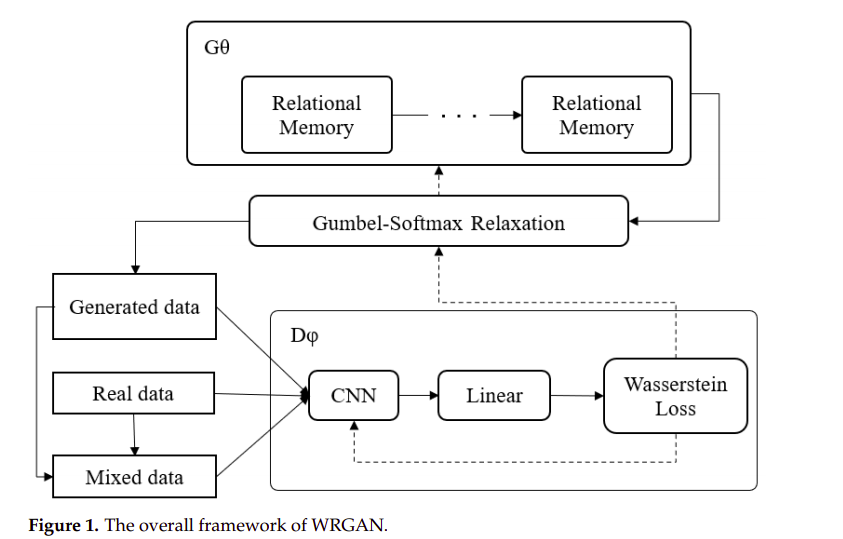 Gθ
Relational
Memory
. . .
Relational
Memory
Gumbel-Softmax Relaxation
Generated data
Real data
Mixed data
Dφ
CNN
Linear
Wasserstein
Loss
Figure 1. The overall framework of WRGAN.